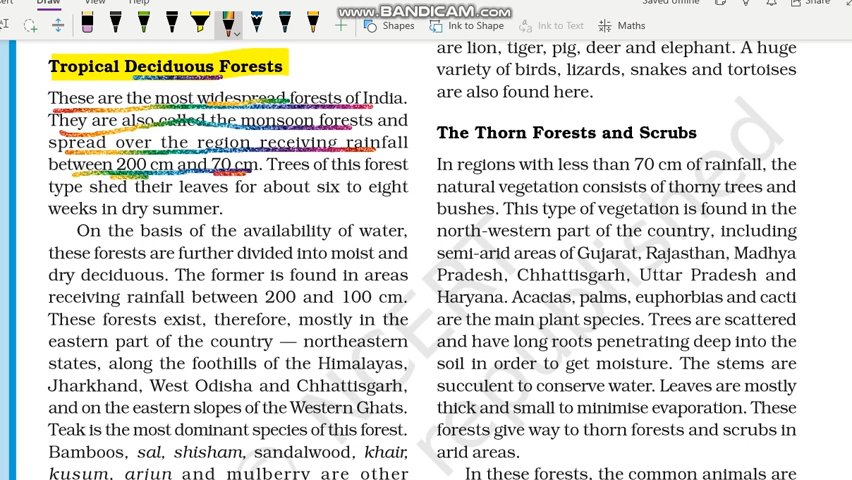 www.BANDICAM.com
Draw
Shapes
Ink to Shape
Ink to Text
Maths
Tropical Deciduous Forests
These are the most widespread forests of India.
They are also called the monsoon forests and
spread over the region receiving rainfall
between 200 cm and 70 cm. Trees of this forest
type shed their leaves for about six to eight
weeks in dry summer.
On the basis of the availability of water,
these forests are further divided into moist and
dry deciduous. The former is found in areas
receiving rainfall between 200 and 100 cm.
These forests exist, therefore, mostly in the
eastern part of the country — northeastern
states, along the foothills of the Himalayas,
Jharkhand, West Odisha and Chhattisgarh,
and on the eastern slopes of the Western Ghats.
Teak is the most dominant species of this forest.
Bamboos, sal, shisham, sandalwood, khair,
kusum, arjun and mulberry are other
are lion, tiger, pig, deer and elephant. A huge
variety of birds, lizards, snakes and tortoises
are also found here.
The Thorn Forests and Scrubs
In regions with less than 70 cm of rainfall, the
natural vegetation consists of thorny trees and
bushes. This type of vegetation is found in the
north-western part of the country, including
semi-arid areas of Gujarat, Rajasthan, Madhya
Pradesh, Chhattisgarh, Uttar Pradesh and
Haryana. Acacias, palms, euphorbias and cacti
are the main plant species. Trees are scattered
and have long roots penetrating deep into the
soil in order to get moisture. The stems are
succulent to conserve water. Leaves are mostly
thick and small to minimise evaporation. These
forests give way to thorn forests and scrubs in
arid areas.
In these forests, the common animals are
© NCERT
republished